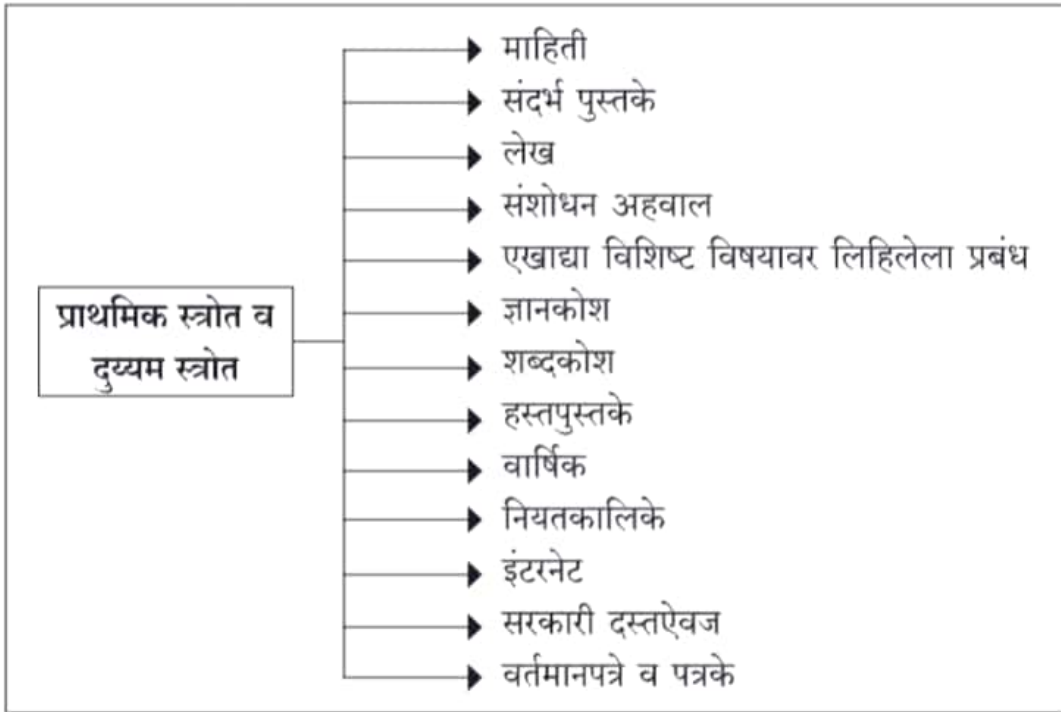 माहिती
संदर्भ पुस्तके
लेख
संशोधन अहवाल
एखाद्या विशिष्ट विषयावर लिहिलेला प्रबंध
प्राथमिक स्त्रोत व
दुय्यम स्त्रोत
ज्ञानकोश
शब्दकोश
हस्तपुस्तके
वार्षिक
नियतकालिके
इंटरनेट
सरकारी दस्तऐवज
वर्तमानपत्रे व पत्रके